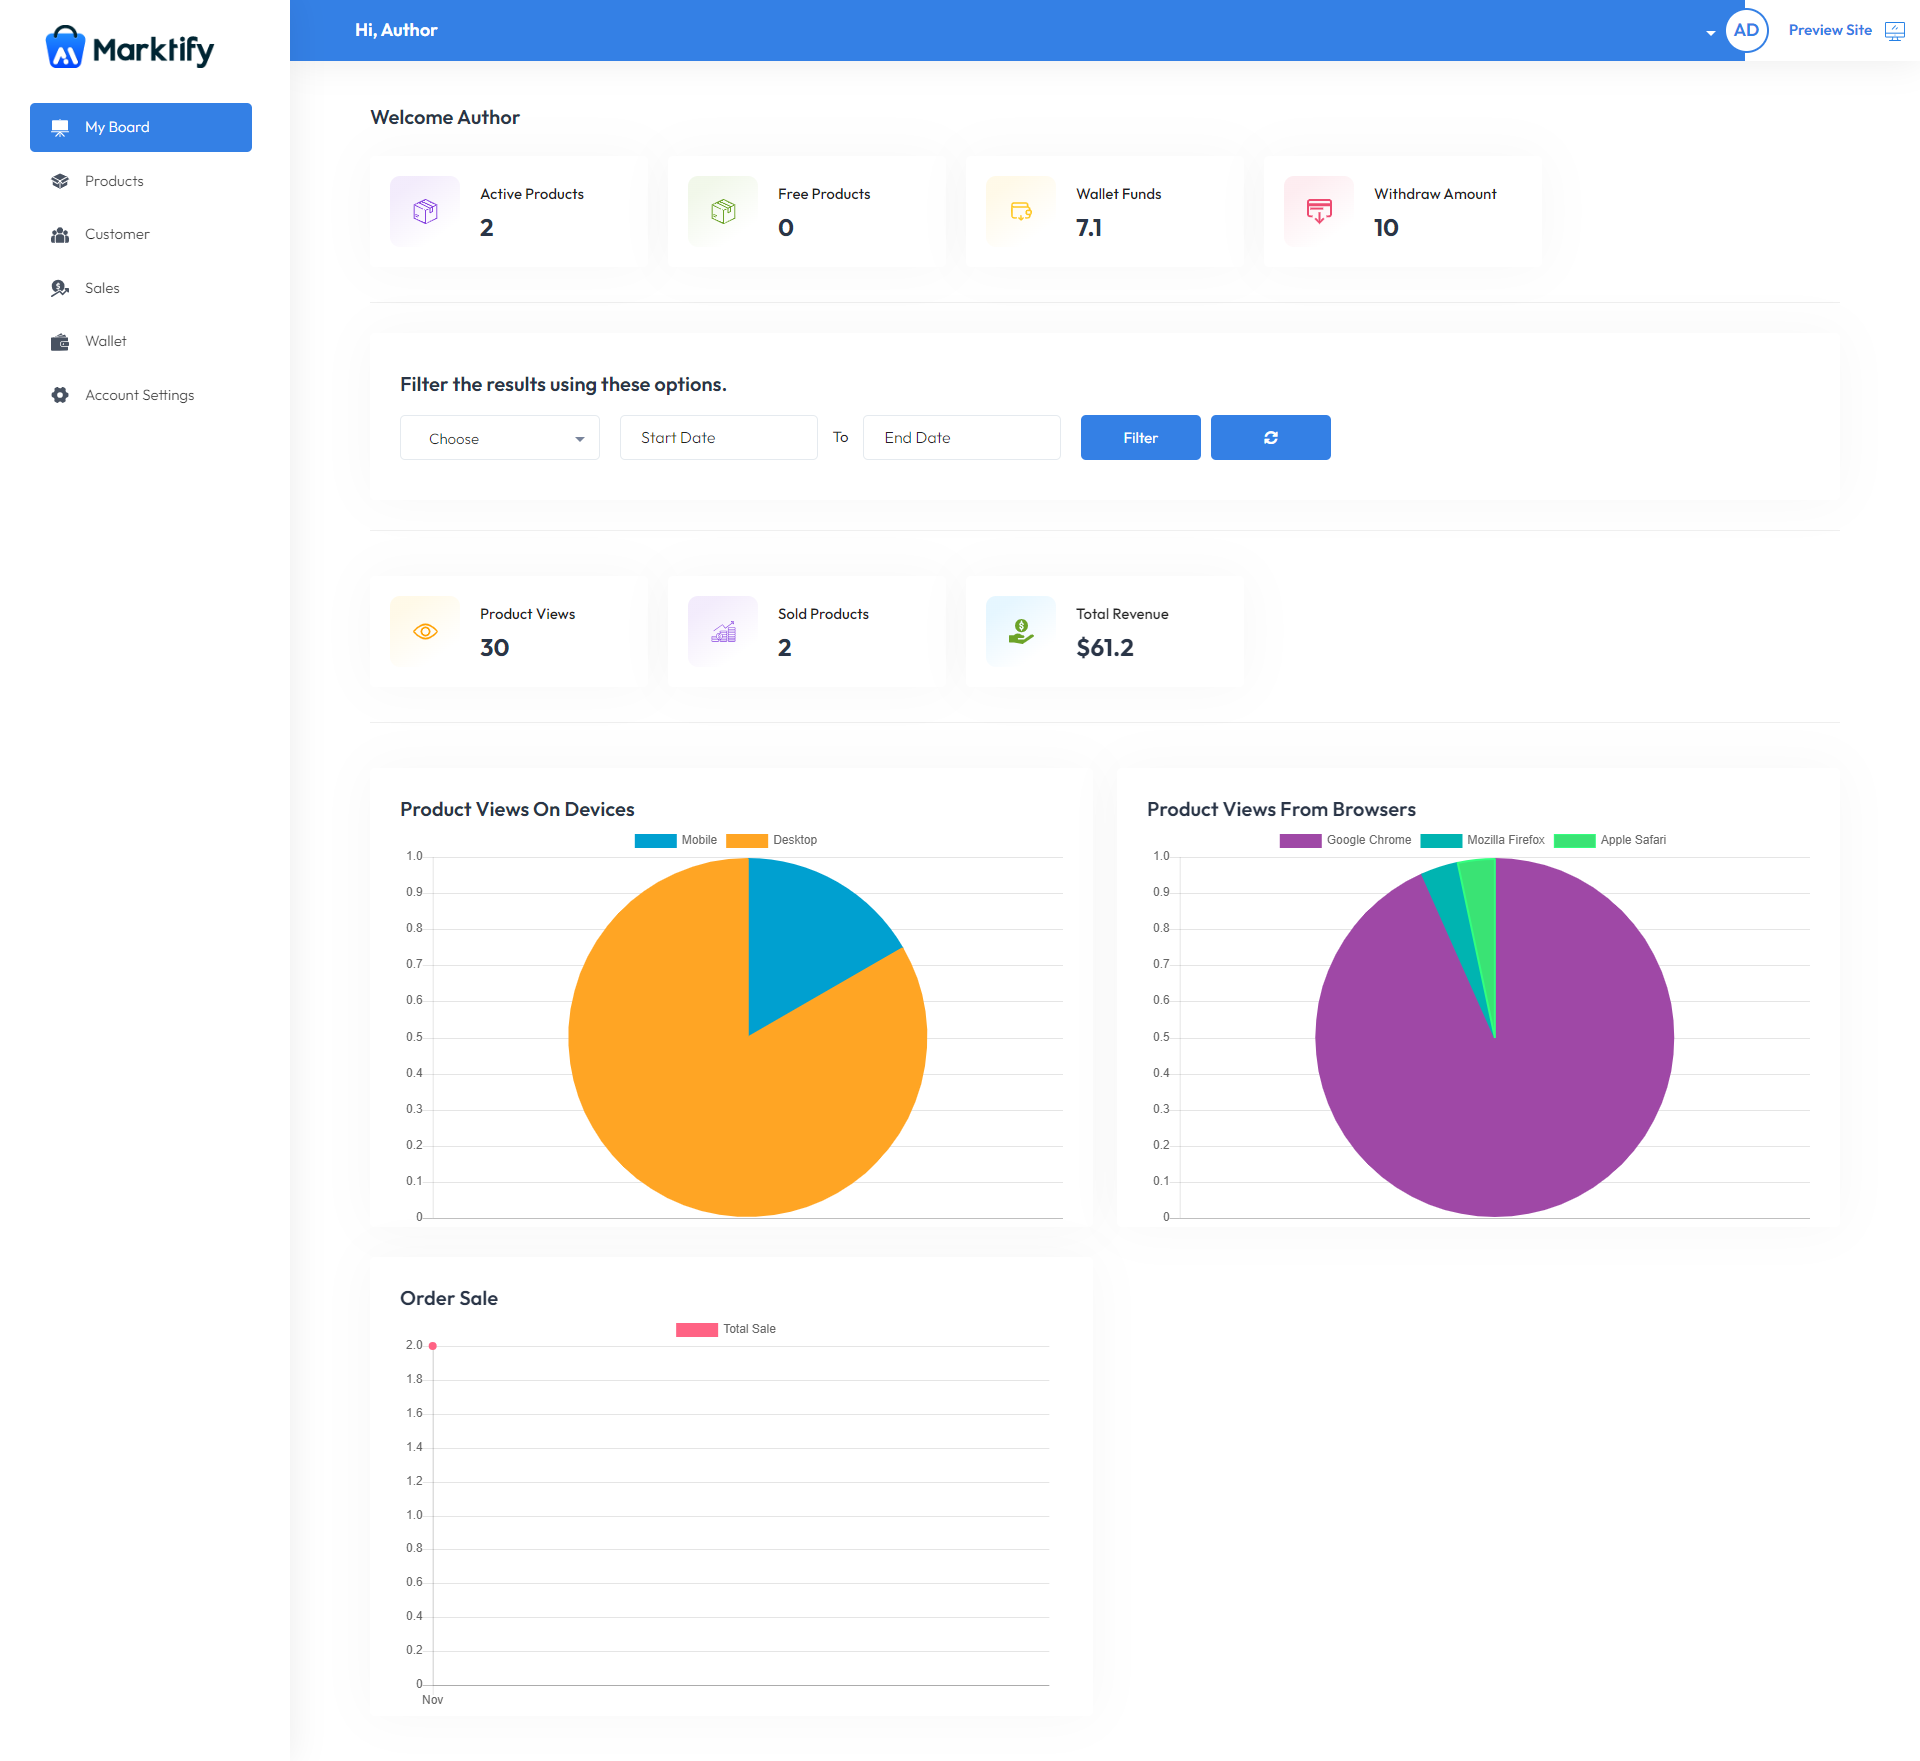 Marktify
Hi, Author
AD
Preview Site
My Board
Products
Customer
Sales
Wallet
Account Settings
Welcome Author
Active Products
2
Free Products
0
Wallet Funds
7.1
Withdraw Amount
10
Filter the results using these options.
Choose
Start Date
To
End Date
Filter
Product Views
30
Sold Products
2
Total Revenue
$61.2
Product Views On Devices
Mobile
Desktop
1.0
0.9
0.8
0.7
0.6
0.5
0.4
0.3
0.2
0.1
0
Product Views From Browsers
Google Chrome
Mozilla Firefox
Apple Safari
1.0
0.9
0.8
0.7
0.6
0.5
0.4
0.3
0.2
0.1
0
Order Sale
Total Sale
2.0
1.8
1.6
1.4
1.2
1.0
0.8
0.6
0.4
0.2
0
Nov